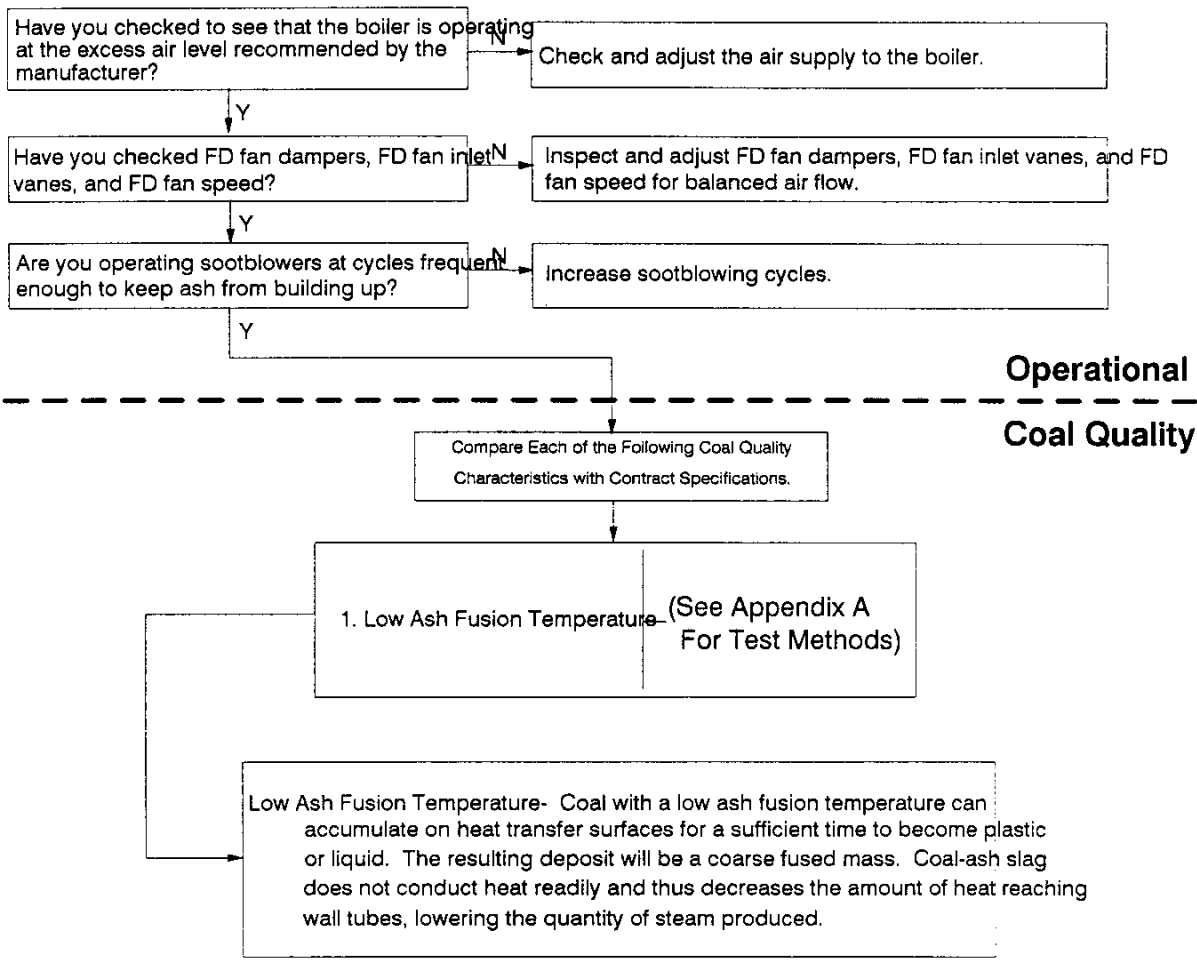 Have you checked to see that the boiler is operating
at the excess air level recommended by the
manufacturer?
N
Check and adjust the air supply to the boiler.
Y
Have you checked FD fan dampers, FD fan inlet
vanes, and FD fan speed?
N
Inspect and adjust FD fan dampers, FD fan inlet vanes, and FD
fan speed for balanced air flow.
Y
Are you operating sootblowers at cycles frequent
enough to keep ash from building up?
N
Increase sootblowing cycles.
Y
Operational
Coal Quality
Compare Each of the Following Coal Quality
Characteristics with Contract Specifications.
1. Low Ash Fusion Temperature–
(See Appendix A
For Test Methods)
Low Ash Fusion Temperature- Coal with a low ash fusion temperature can
accumulate on heat transfer surfaces for a sufficient time to become plastic
or liquid. The resulting deposit will be a coarse fused mass. Coal-ash slag
does not conduct heat readily and thus decreases the amount of heat reaching
wall tubes, lowering the quantity of steam produced.